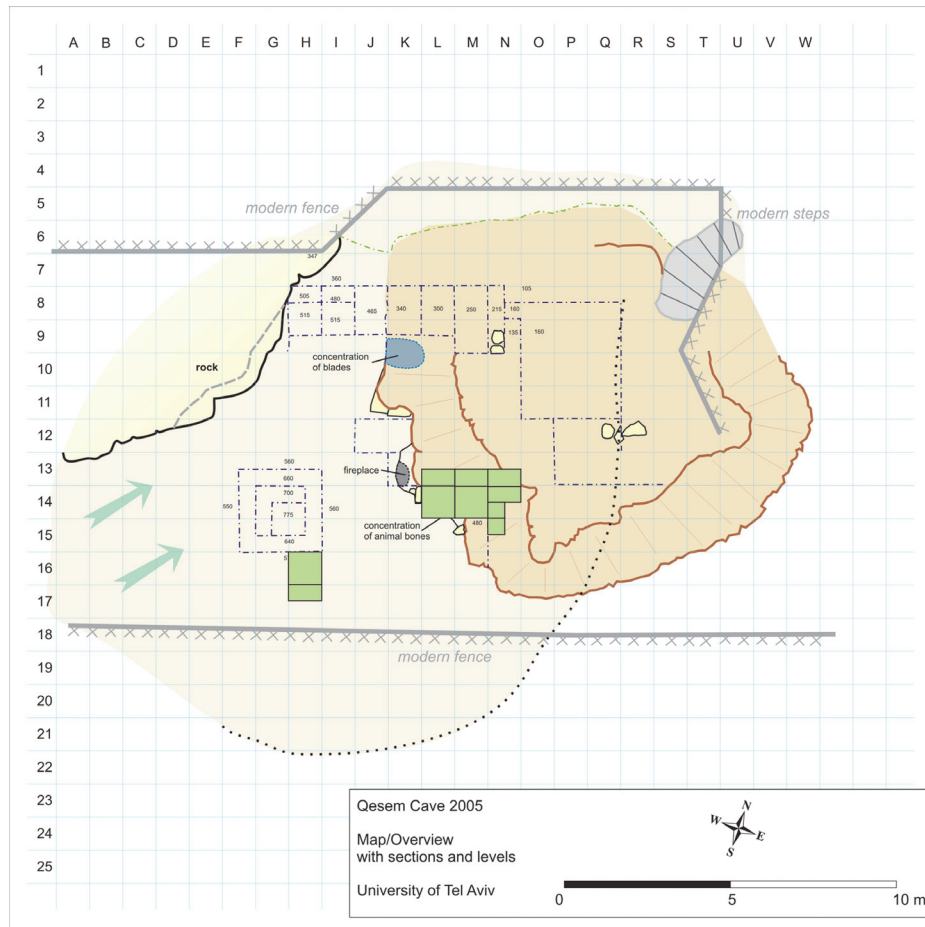 A B C D E F G H I J K L M N O P Q R S T U V W
1
2
3
4
5
modern fence
modern steps
6
347
7
360
105
8
505 480 340 300 250 215 160
465
515 515
9
135 160
concentration
of blades
10
rock
11
12
13
560
fireplace
660
14
700
550 560
775
concentration
of animal bones
480
15
640
16
5
17
18
modern fence
19
20
21
22
23
Qesem Cave 2005
N
W
E
S
24
Map/Overview
with sections and levels
25
University of Tel Aviv
0 5 10 m